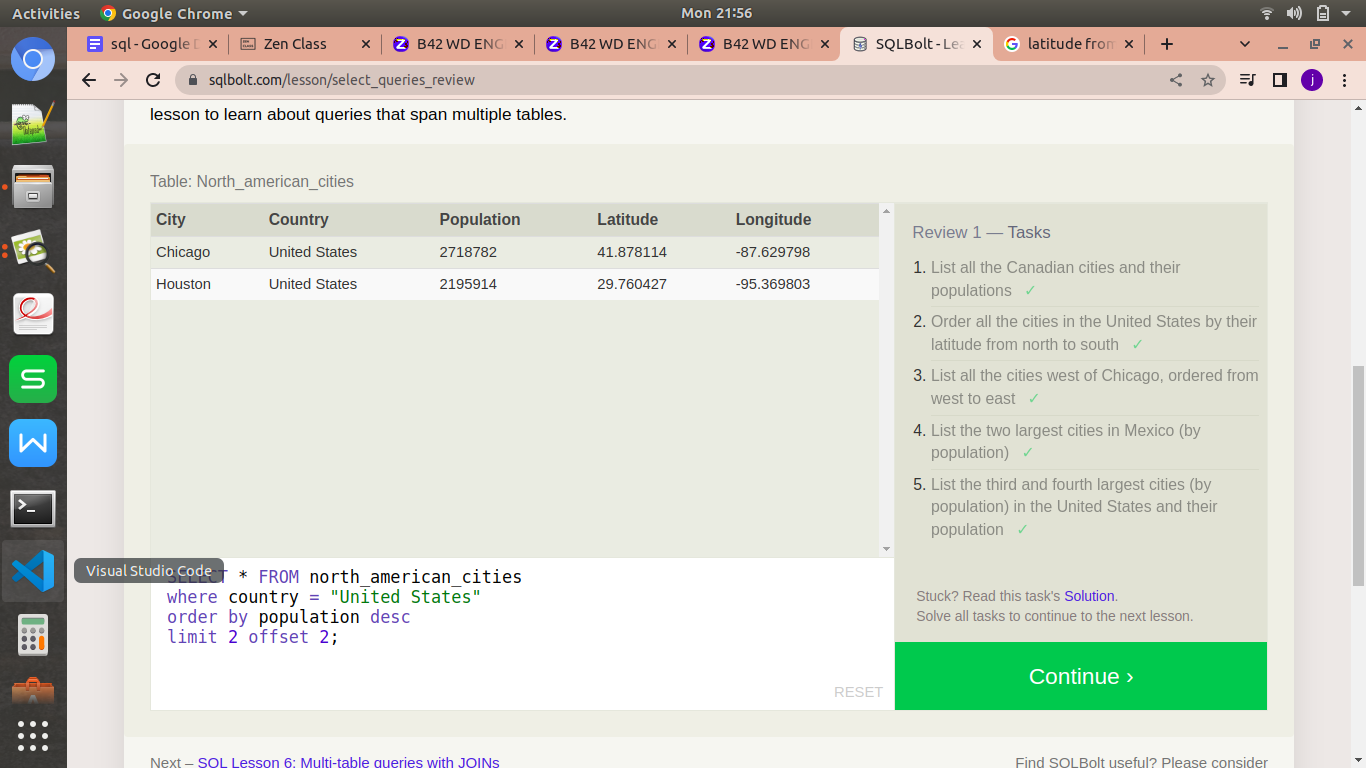 Activities
Google Chrome
Mon 21:56
sql - Google D
Zen Class
B42 WD ENG
B42 WD ENG
B42 WD ENG
SQLBolt - Lea
latitude from
sqlbolt.com/lesson/select_queries_review
j
lesson to learn about queries that span multiple tables.
Table: North_american_cities
City Country Population Latitude Longitude
Chicago United States 2718782 41.878114 -87.629798
Houston United States 2195914 29.760427 -95.369803
Review 1 — Tasks
1. List all the Canadian cities and their
populations ✓
2. Order all the cities in the United States by their
latitude from north to south ✓
3. List all the cities west of Chicago, ordered from
west to east ✓
4. List the two largest cities in Mexico (by
population) ✓
5. List the third and fourth largest cities (by
population) in the United States and their
population ✓
Stuck? Read this task's Solution.
Solve all tasks to continue to the next lesson.
Continue ›
Visual Studio Code
SELECT * FROM north_american_cities
where country = "United States"
order by population desc
limit 2 offset 2;
RESET
Next – SQL Lesson 6: Multi-table queries with JOINs
Find SQLBolt useful? Please consider